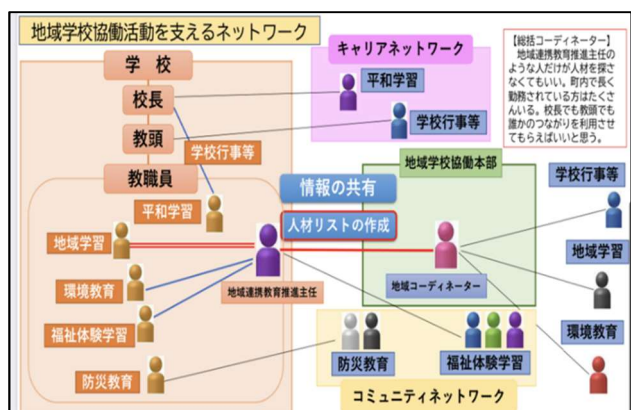 地域学校協働活動を支えるネットワーク
学 校
校長
教頭
学校行事等
教職員
平和学習
地域学習
環境教育
福祉体験学習
防災教育
地域連携教育推進主任
情報の共有
人材リストの作成
キャリアネットワーク
平和学習
学校行事等
【総括コーディネーター】
地域連携教育推進主任の
ような人だけが人材を探さ
なくてもいい。町内で長く
勤務されている方はたくさ
んいる。校長でも教頭でも
誰かのつながりを利用させ
てもらえばいいと思う。
地域学校協働本部
地域コーディネーター
学校行事等
地域学習
環境教育
防災教育
福祉体験学習
コミュニティネットワーク